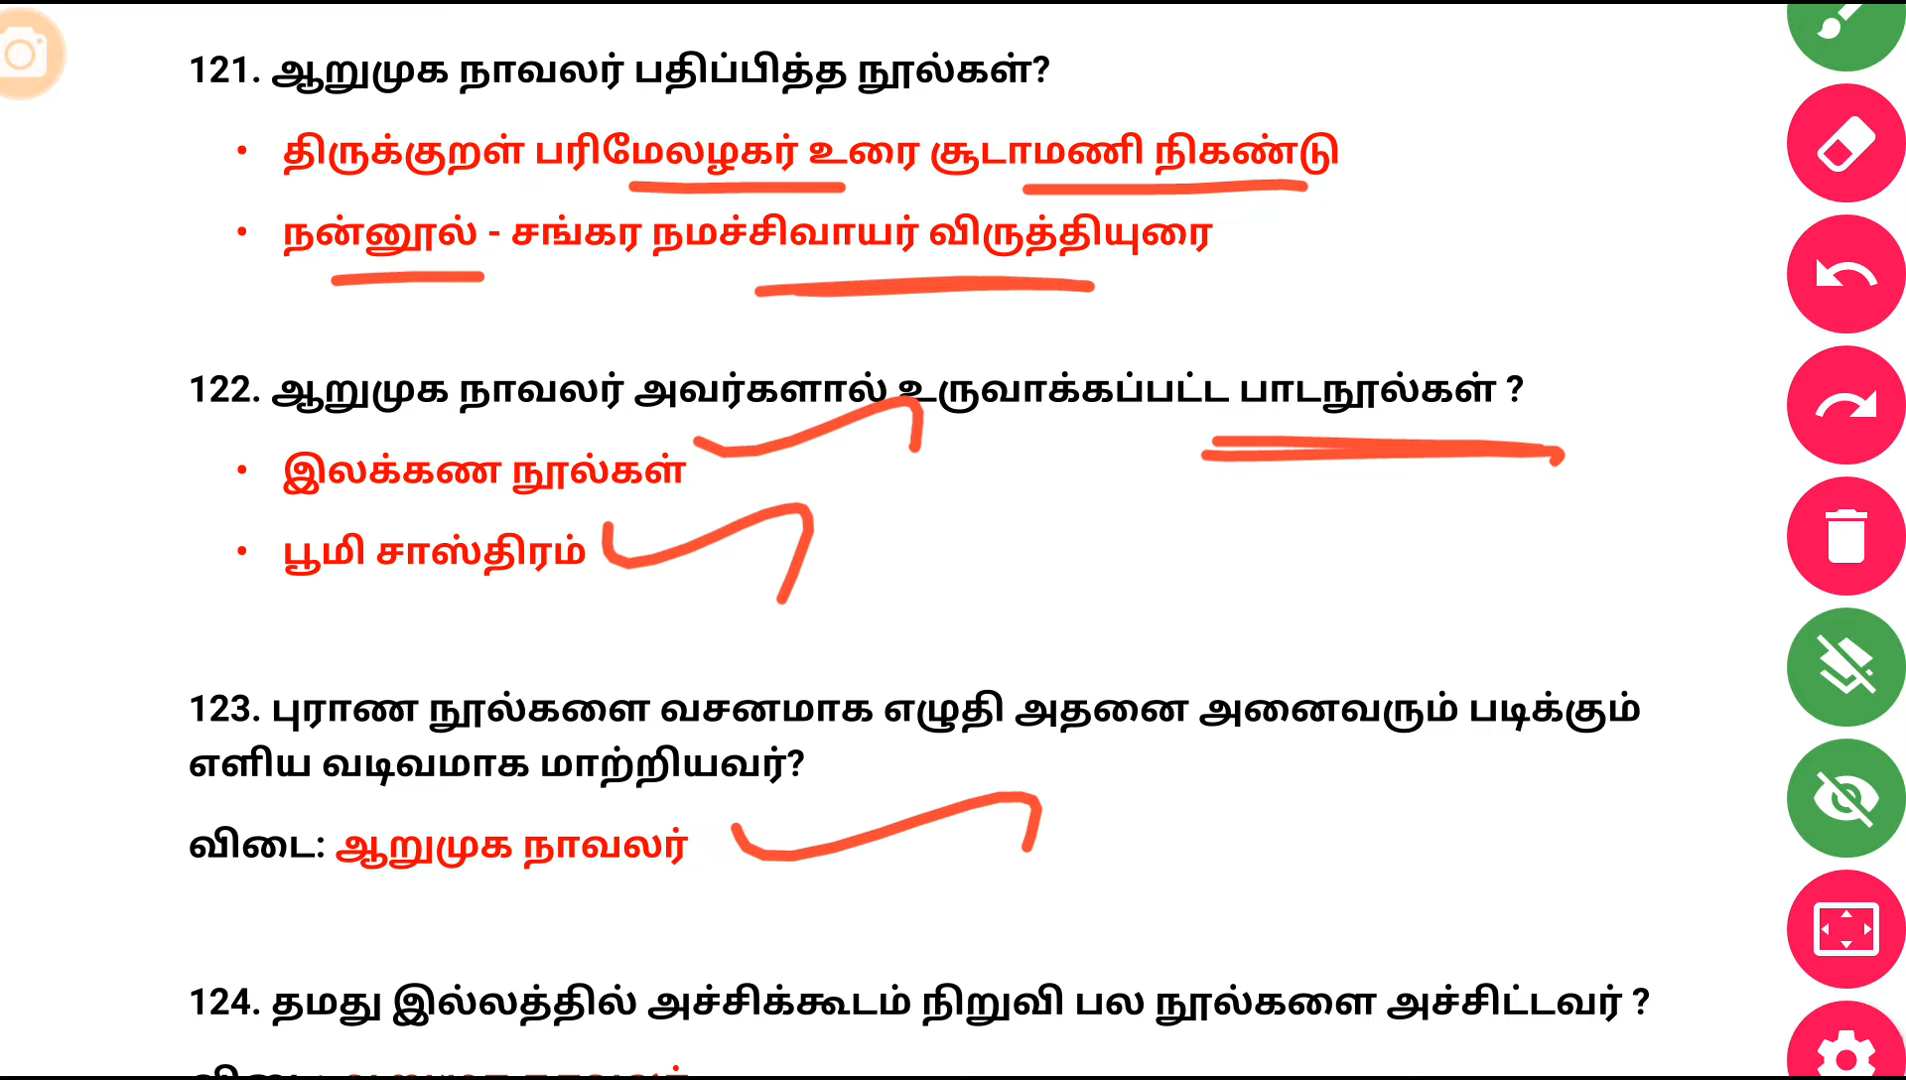 121. ஆறுமுக நாவலர் பதிப்பித்த நூல்கள்?
• திருக்குறள் பரிமேலழகர் உரை சூடாமணி நிகண்டு
• நன்னூல் - சங்கர நமச்சிவாயர் விருத்தியுரை
122. ஆறுமுக நாவலர் அவர்களால் உருவாக்கப்பட்ட பாடநூல்கள் ?
• இலக்கண நூல்கள்
• பூமி சாஸ்திரம்
123. புராண நூல்களை வசனமாக எழுதி அதனை அனைவரும் படிக்கும்
எளிய வடிவமாக மாற்றியவர்?
விடை: ஆறுமுக நாவலர்
124. தமது இல்லத்தில் அச்சிக்கூடம் நிறுவி பல நூல்களை அச்சிட்டவர் ?